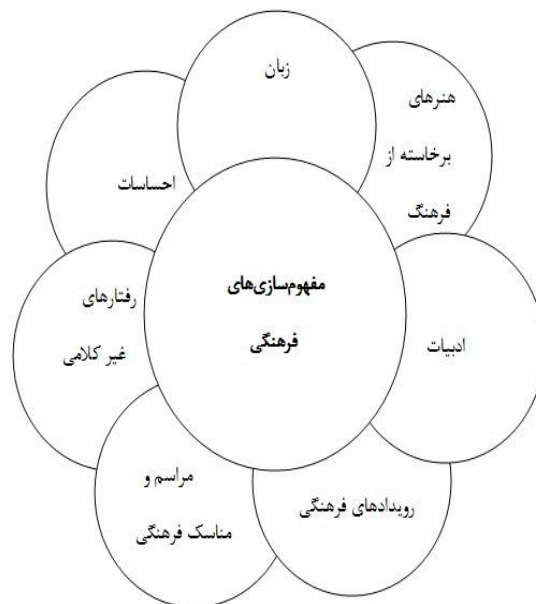 زبان
هنرهای
برخاسته از
فرهنگ
احساسات
مفهوم‌سازی‌های
فرهنگی
رفتارهای
غیر کلامی
ادبیات
مراسم و
مناسک فرهنگی
رویدادهای فرهنگی